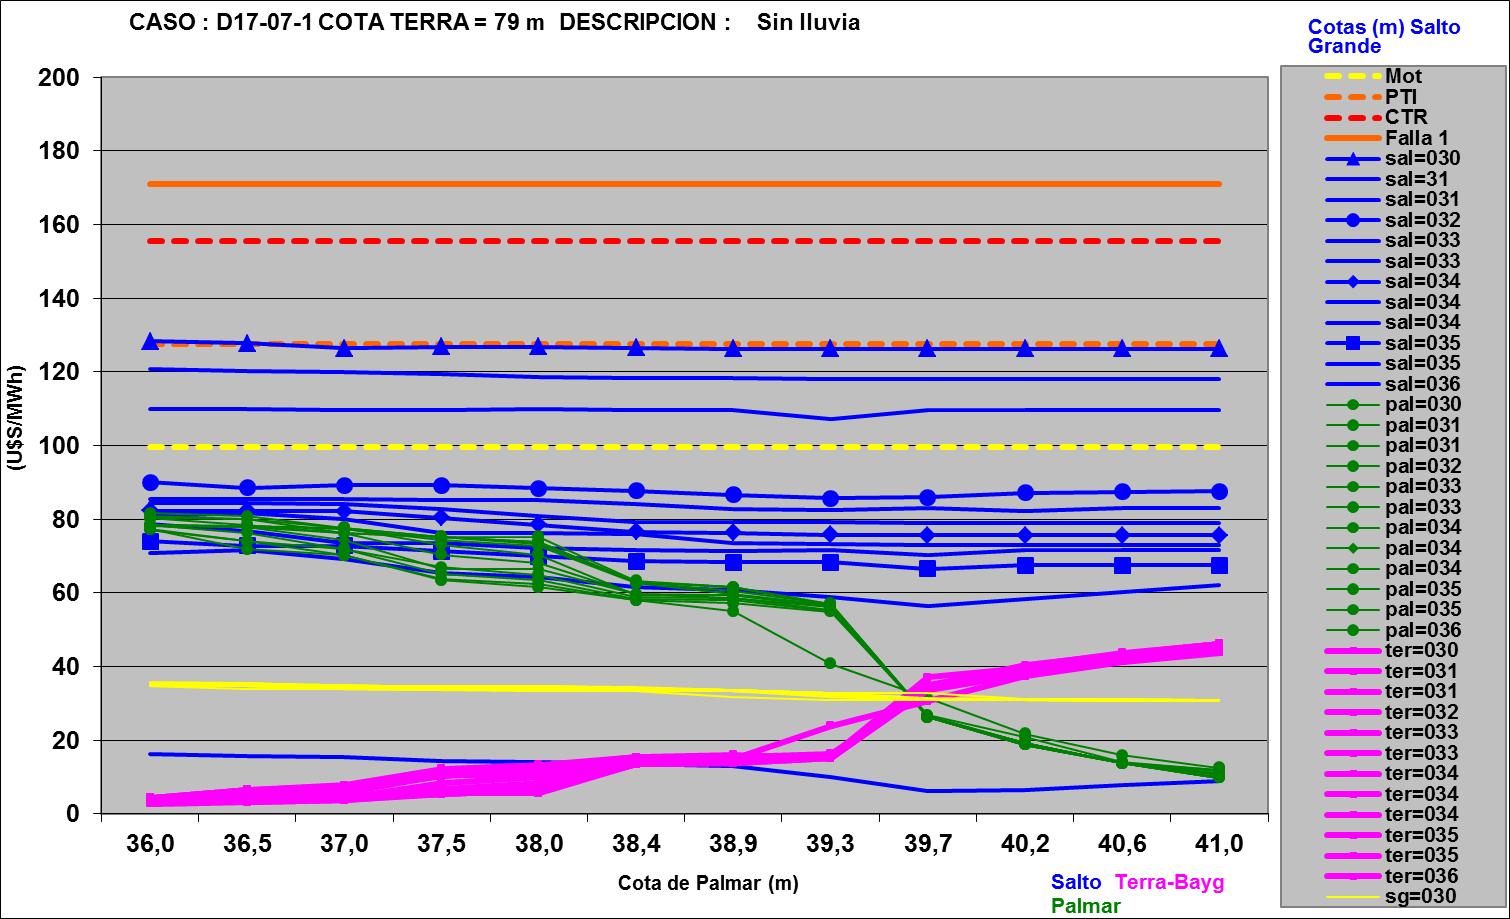 CASO : D17-07-1 COTA TERRA = 79 m DESCRIPCION : Sin lluvia
Cotas (m) Salto
Grande
(U$S/MWh)
200
180
160
140
120
100
80
60
40
20
0
36,0 36,5 37,0 37,5 38,0 38,4 38,9 39,3 39,7 40,2 40,6 41,0
Cota de Palmar (m)
Salto Terra-Bayg
Palmar
Mot
PTI
CTR
Falla 1
sal=030
sal=31
sal=031
sal=032
sal=033
sal=033
sal=034
sal=034
sal=034
sal=035
sal=035
sal=036
pal=030
pal=031
pal=031
pal=032
pal=033
pal=033
pal=034
pal=034
pal=034
pal=035
pal=035
pal=036
ter=030
ter=031
ter=031
ter=032
ter=033
ter=033
ter=034
ter=034
ter=034
ter=035
ter=035
ter=036
sg=030